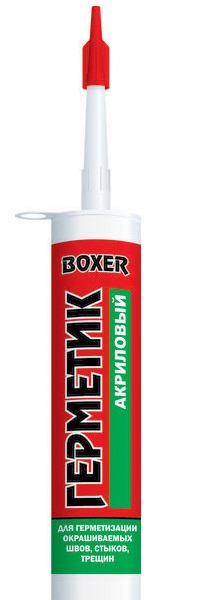 BOXER
ГЕРМЕТИК
АКРИЛОВЫЙ
ДЛЯ ГЕРМЕТИЗАЦИИ
ОКРАШИВАЕМЫХ
ШВОВ, СТЫКОВ,
ТРЕЩИН